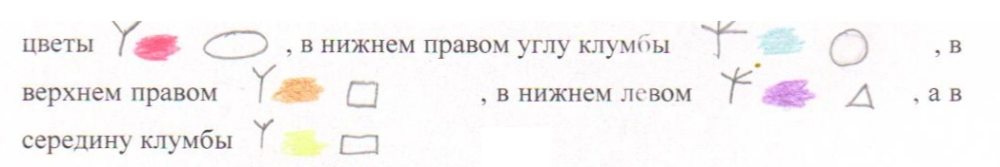 цветы , в нижнем правом углу клумбы , в
верхнем правом , в нижнем левом , а в
середину клумбы